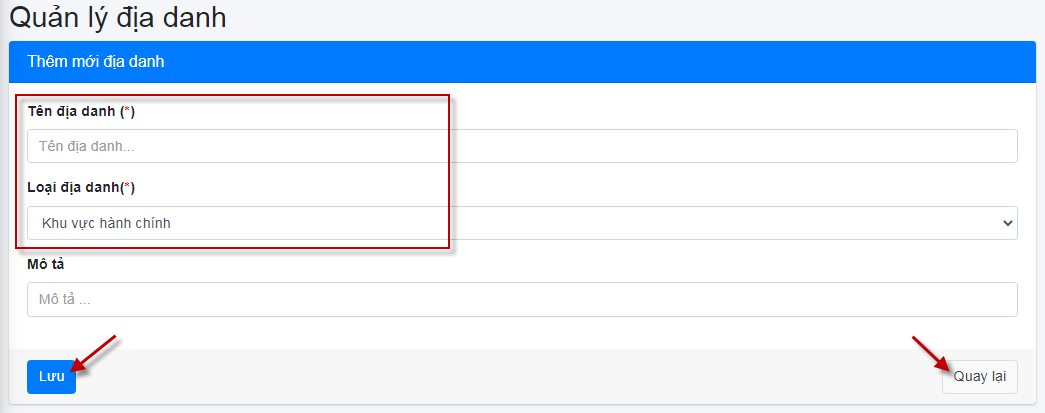 Quản lý địa danh
Thêm mới địa danh
Tên địa danh (*)
Tên địa danh...
Loại địa danh(*)
Khu vực hành chính
Mô tả
Mô tả ...
Lưu
Quay lại